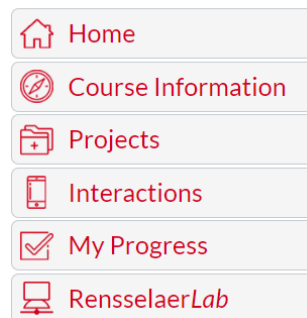 Home
Course Information
Projects
Interactions
My Progress
RensselaerLab